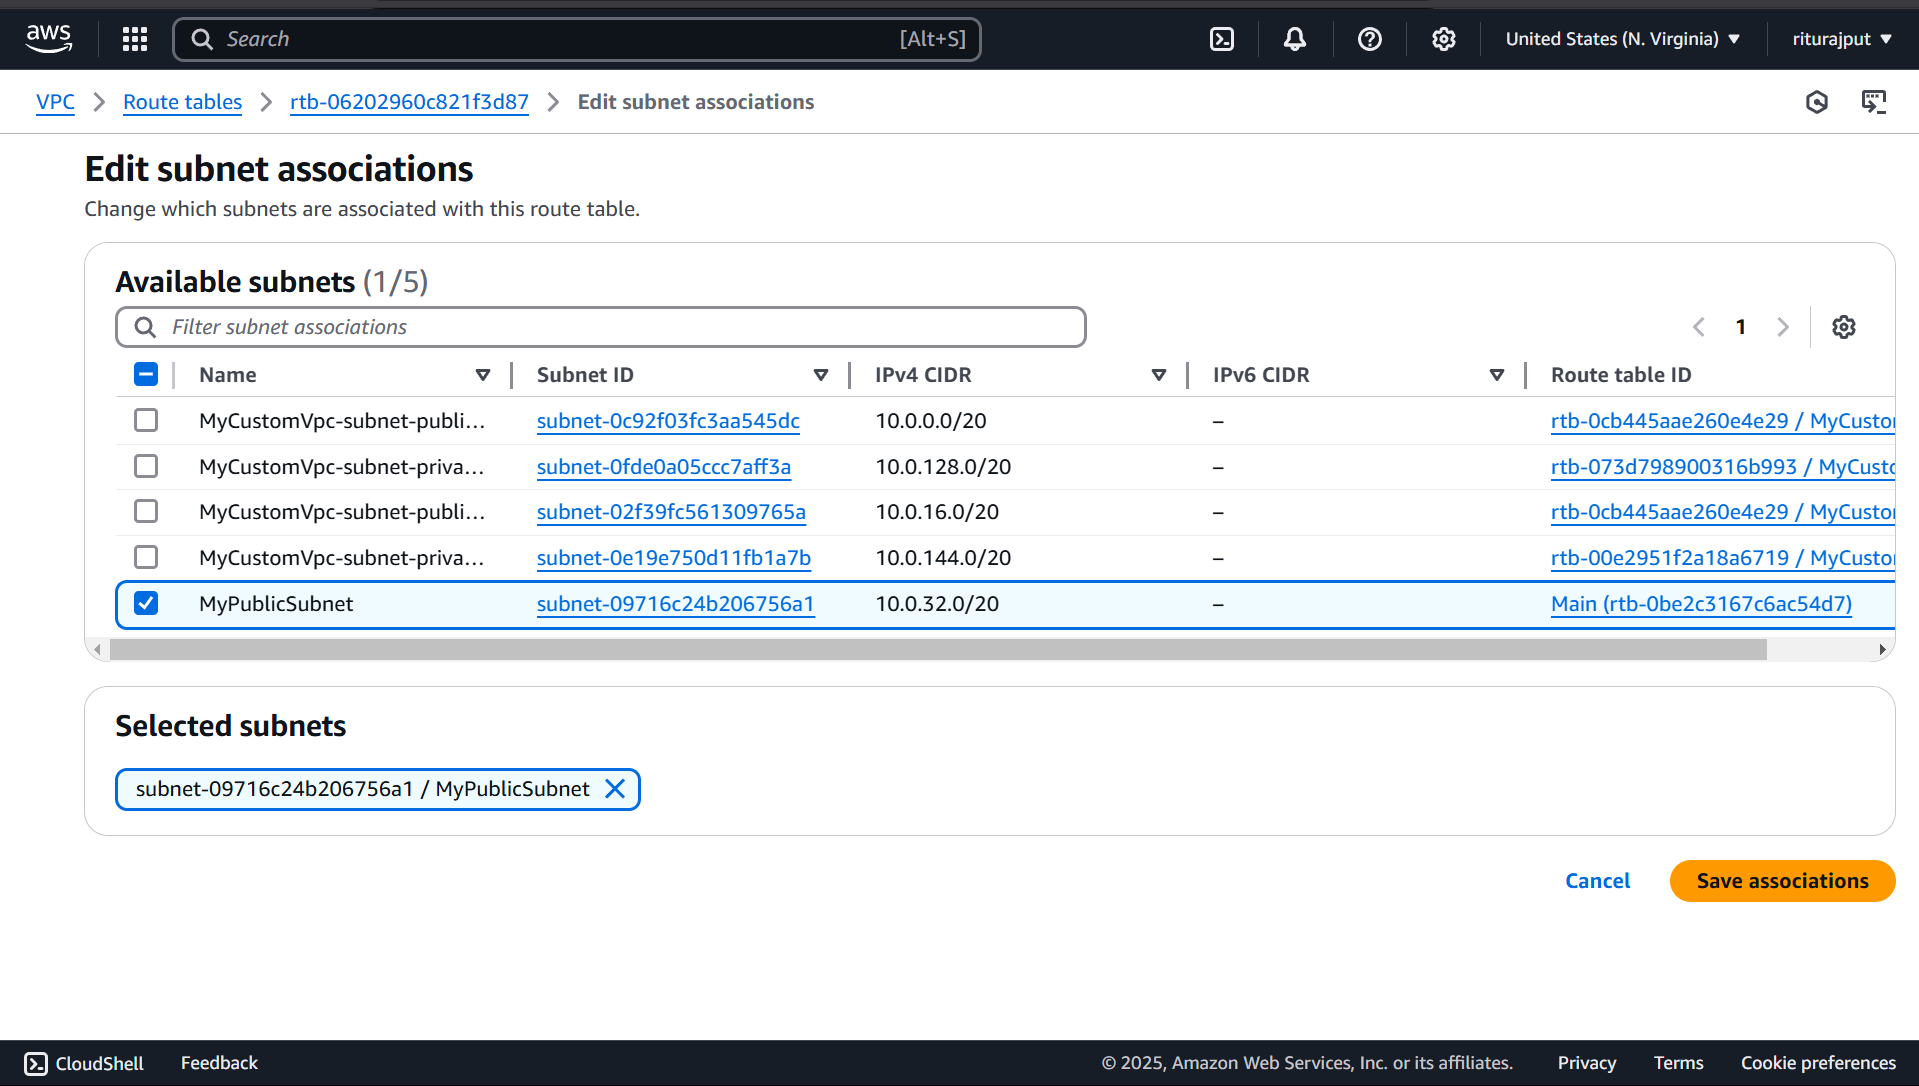 aws
Search [Alt+S]
United States (N. Virginia)
riturajput
VPC > Route tables > rtb-06202960c821f3d87 > Edit subnet associations
Edit subnet associations
Change which subnets are associated with this route table.
Available subnets (1/5)
Filter subnet associations
1
Name Subnet ID IPv4 CIDR IPv6 CIDR Route table ID
MyCustomVpc-subnet-publi... subnet-0c92f03fc3aa545dc 10.0.0.0/20 – rtb-0cb445aae260e4e29 / MyCusto
MyCustomVpc-subnet-priva... subnet-0fde0a05ccc7aff3a 10.0.128.0/20 – rtb-073d798900316b993 / MyCusto
MyCustomVpc-subnet-publi... subnet-02f39fc561309765a 10.0.16.0/20 – rtb-0cb445aae260e4e29 / MyCusto
MyCustomVpc-subnet-priva... subnet-0e19e750d11fb1a7b 10.0.144.0/20 – rtb-00e2951f2a18a6719 / MyCusto
MyPublicSubnet subnet-09716c24b206756a1 10.0.32.0/20 – Main (rtb-0be2c3167c6ac54d7)
Selected subnets
subnet-09716c24b206756a1 / MyPublicSubnet
Cancel
Save associations
CloudShell Feedback © 2025, Amazon Web Services, Inc. or its affiliates. Privacy Terms Cookie preferences